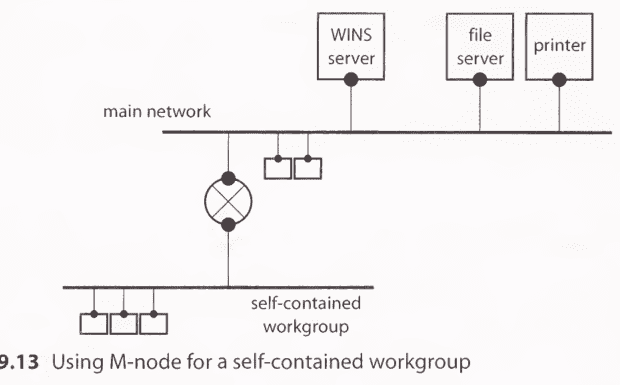 WINS
server
file
server
printer
main network
self-contained
workgroup
9.13 Using M-node for a self-contained workgroup